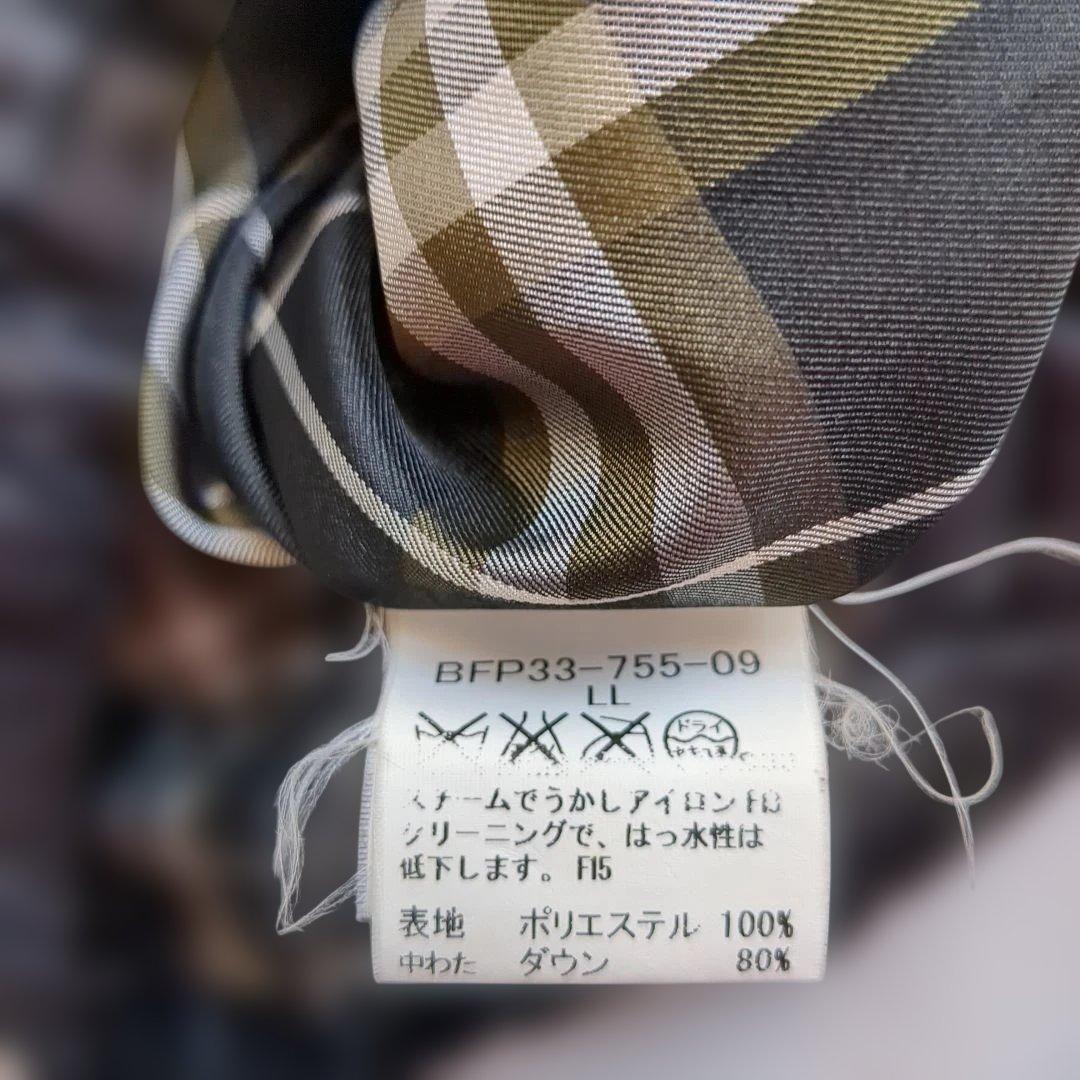 BFP33-755-09
LL
ドライ
スチームでうかしアイロン F0
クリーニングで、はっ水性は
低下します。 F15
表地 ポリエステル 100%
中わた ダウン 80%